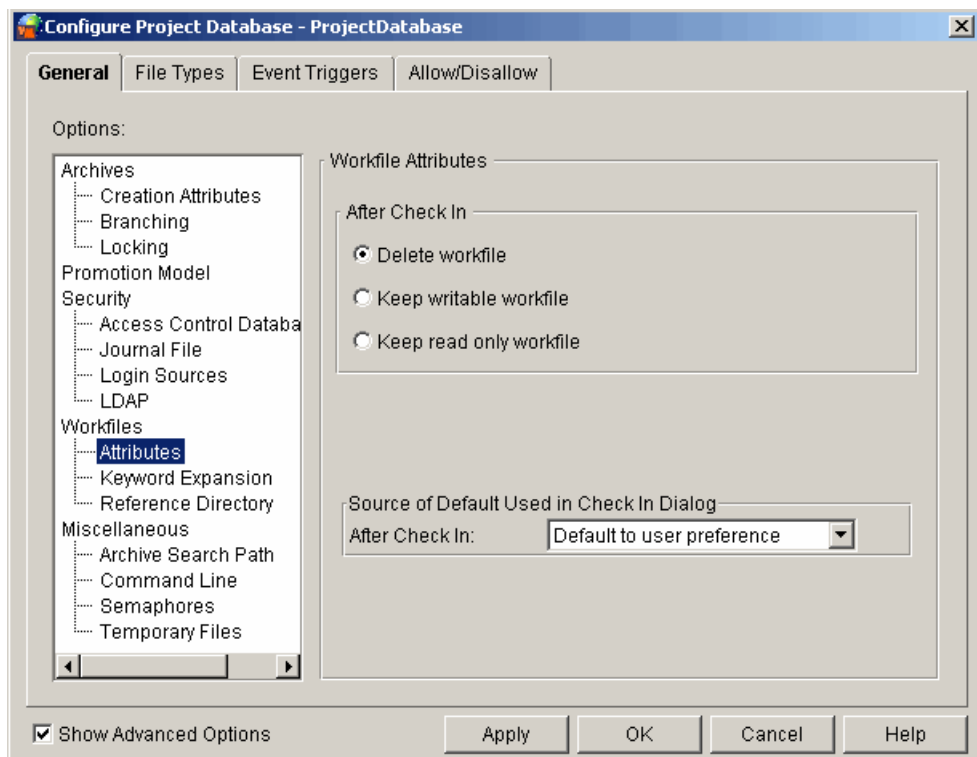 Configure Project Database - ProjectDatabase
General
File Types
Event Triggers
Allow/Disallow
Options:
Archives
Creation Attributes
Branching
Locking
Promotion Model
Security
Access Control Databa
Journal File
Login Sources
LDAP
Workfiles
Attributes
Keyword Expansion
Reference Directory
Miscellaneous
Archive Search Path
Command Line
Semaphores
Temporary Files
Workfile Attributes
After Check In
Delete workfile
Keep writable workfile
Keep read only workfile
Source of Default Used in Check In Dialog
After Check In:
Default to user preference
Show Advanced Options
Apply
OK
Cancel
Help